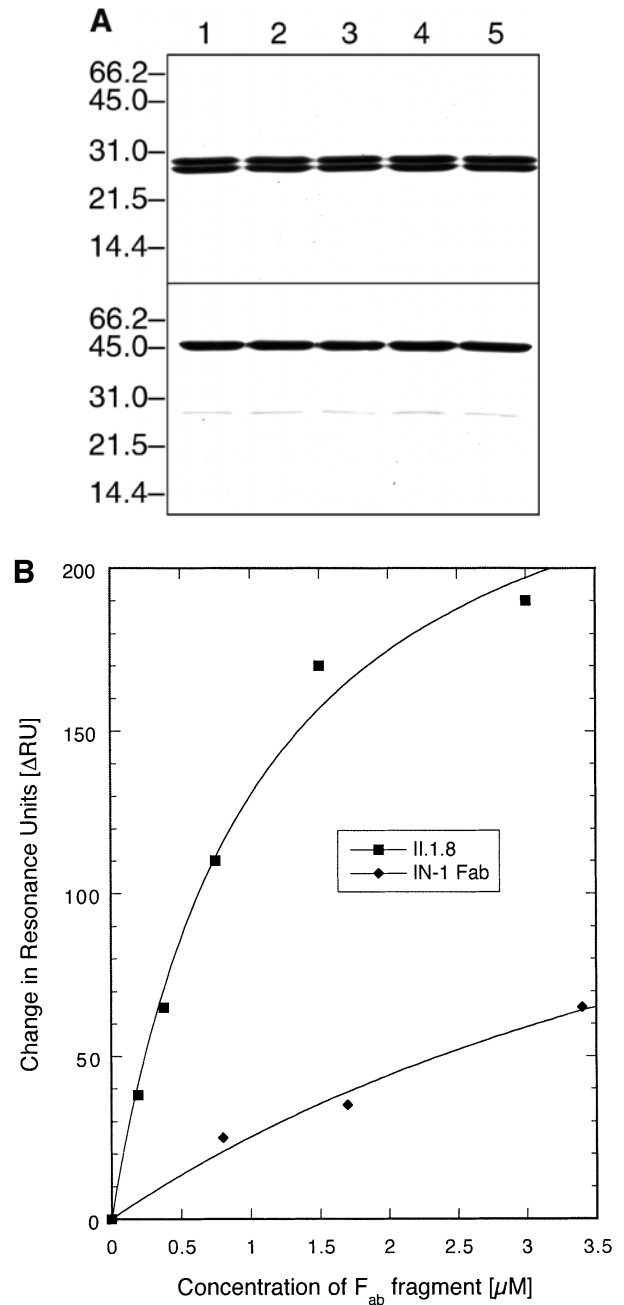 A
1 2 3 4 5
66.2–
45.0–
31.0–
21.5–
14.4–
66.2–
45.0–
31.0–
21.5–
14.4–
B
200
150
100
50
0
Change in Resonance Units [ΔRU]
II.1.8
IN-1 Fab
0 0.5 1 1.5 2 2.5 3 3.5
Concentration of Fab fragment [µM]